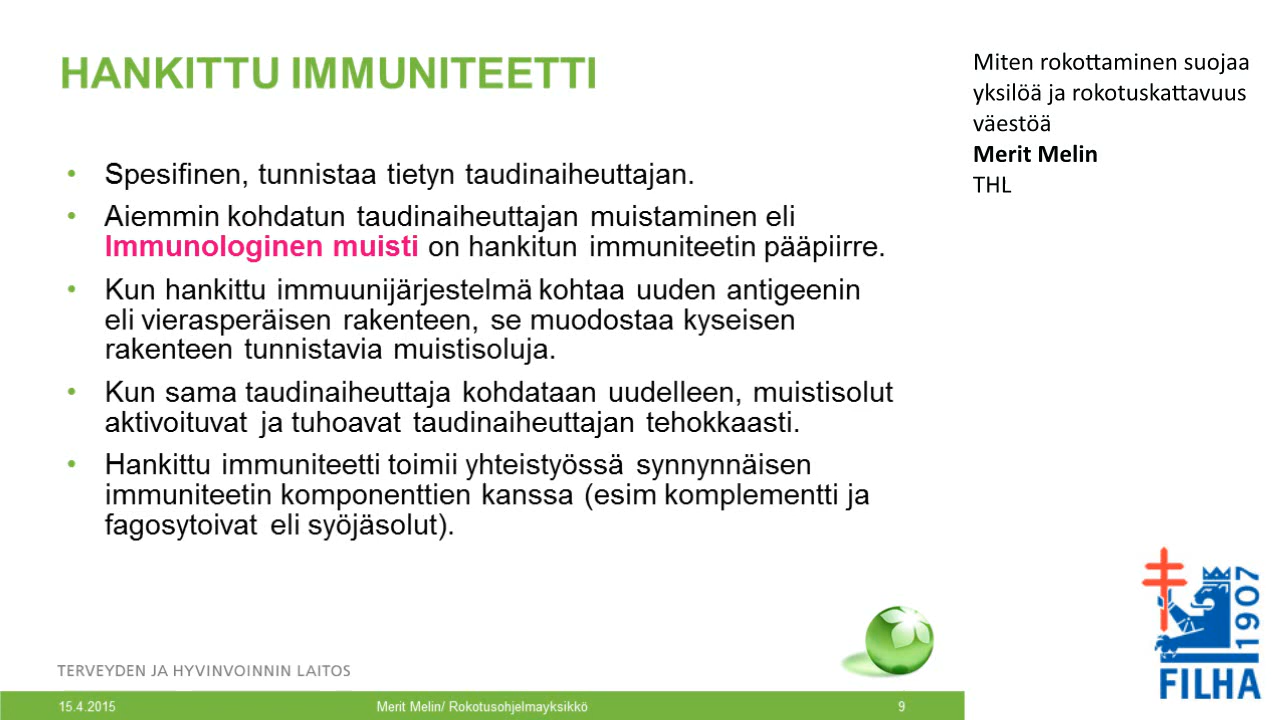 HANKITTU IMMUNITEETTI
• Spesifinen, tunnistaa tietyn taudinaiheuttajan.
• Aiemmin kohdatun taudinaiheuttajan muistaminen eli
Immunologinen muisti on hankitun immuniteetin pääpiirre.
• Kun hankittu immuunijärjestelmä kohtaa uuden antigeenin
eli vierasperäisen rakenteen, se muodostaa kyseisen
rakenteen tunnistavia muistisoluja.
• Kun sama taudinaiheuttaja kohdataan uudelleen, muistisolut
aktivoituvat ja tuhoavat taudinaiheuttajan tehokkaasti.
• Hankittu immuniteetti toimii yhteistyössä synnynnäisen
immuniteetin komponenttien kanssa (esim komplementti ja
fagosytoivat eli syöjäsolut).
TERVEYDEN JA HYVINVOINNIN LAITOS
15.4.2015 Merit Melin/ Rokotusohjelmayksikkö 9
Miten rokottaminen suojaa
yksilöä ja rokotuskattavuus
väestöä
Merit Melin
THL
1907
FILHA